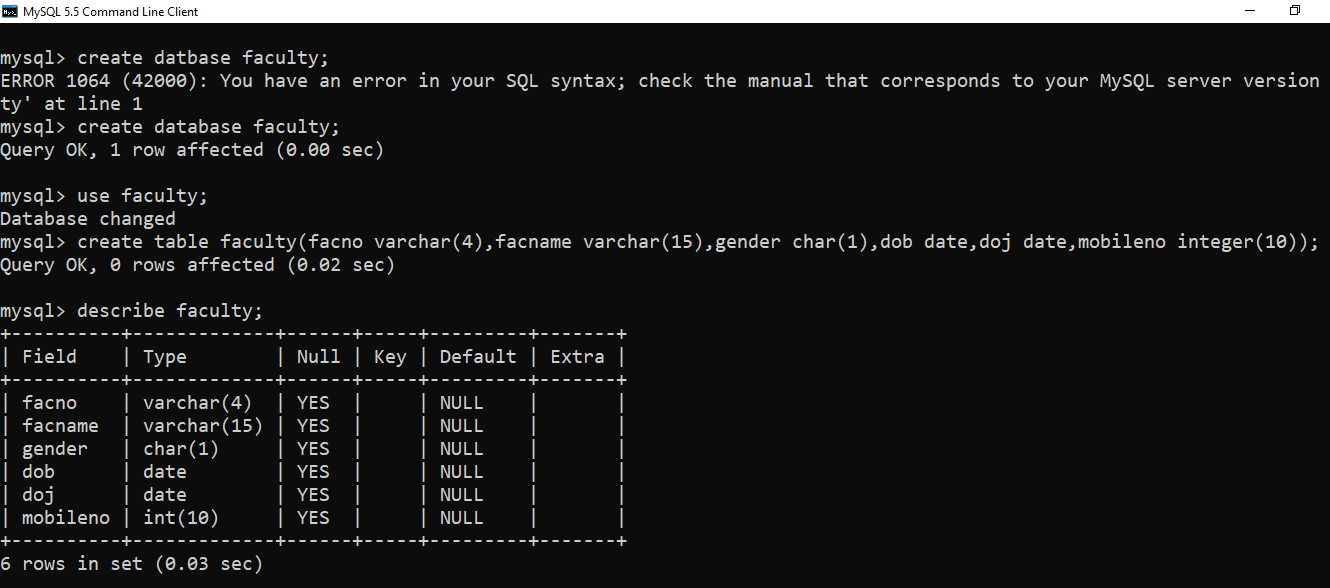 MySQL 5.5 Command Line Client
mysql> create datbase faculty;
ERROR 1064 (42000): You have an error in your SQL syntax; check the manual that corresponds to your MySQL server version
ty' at line 1
mysql> create database faculty;
Query OK, 1 row affected (0.00 sec)
mysql> use faculty;
Database changed
mysql> create table faculty(facno varchar(4),facname varchar(15),gender char(1),dob date,doj date,mobileno integer(10));
Query OK, 0 rows affected (0.02 sec)
mysql> describe faculty;
+----------+-------------+------+-----+---------+-------+
| Field    | Type        | Null | Key | Default | Extra |
+----------+-------------+------+-----+---------+-------+
| facno    | varchar(4)  | YES  |     | NULL    |       |
| facname  | varchar(15) | YES  |     | NULL    |       |
| gender   | char(1)     | YES  |     | NULL    |       |
| dob      | date        | YES  |     | NULL    |       |
| doj      | date        | YES  |     | NULL    |       |
| mobileno | int(10)     | YES  |     | NULL    |       |
+----------+-------------+------+-----+---------+-------+
6 rows in set (0.03 sec)